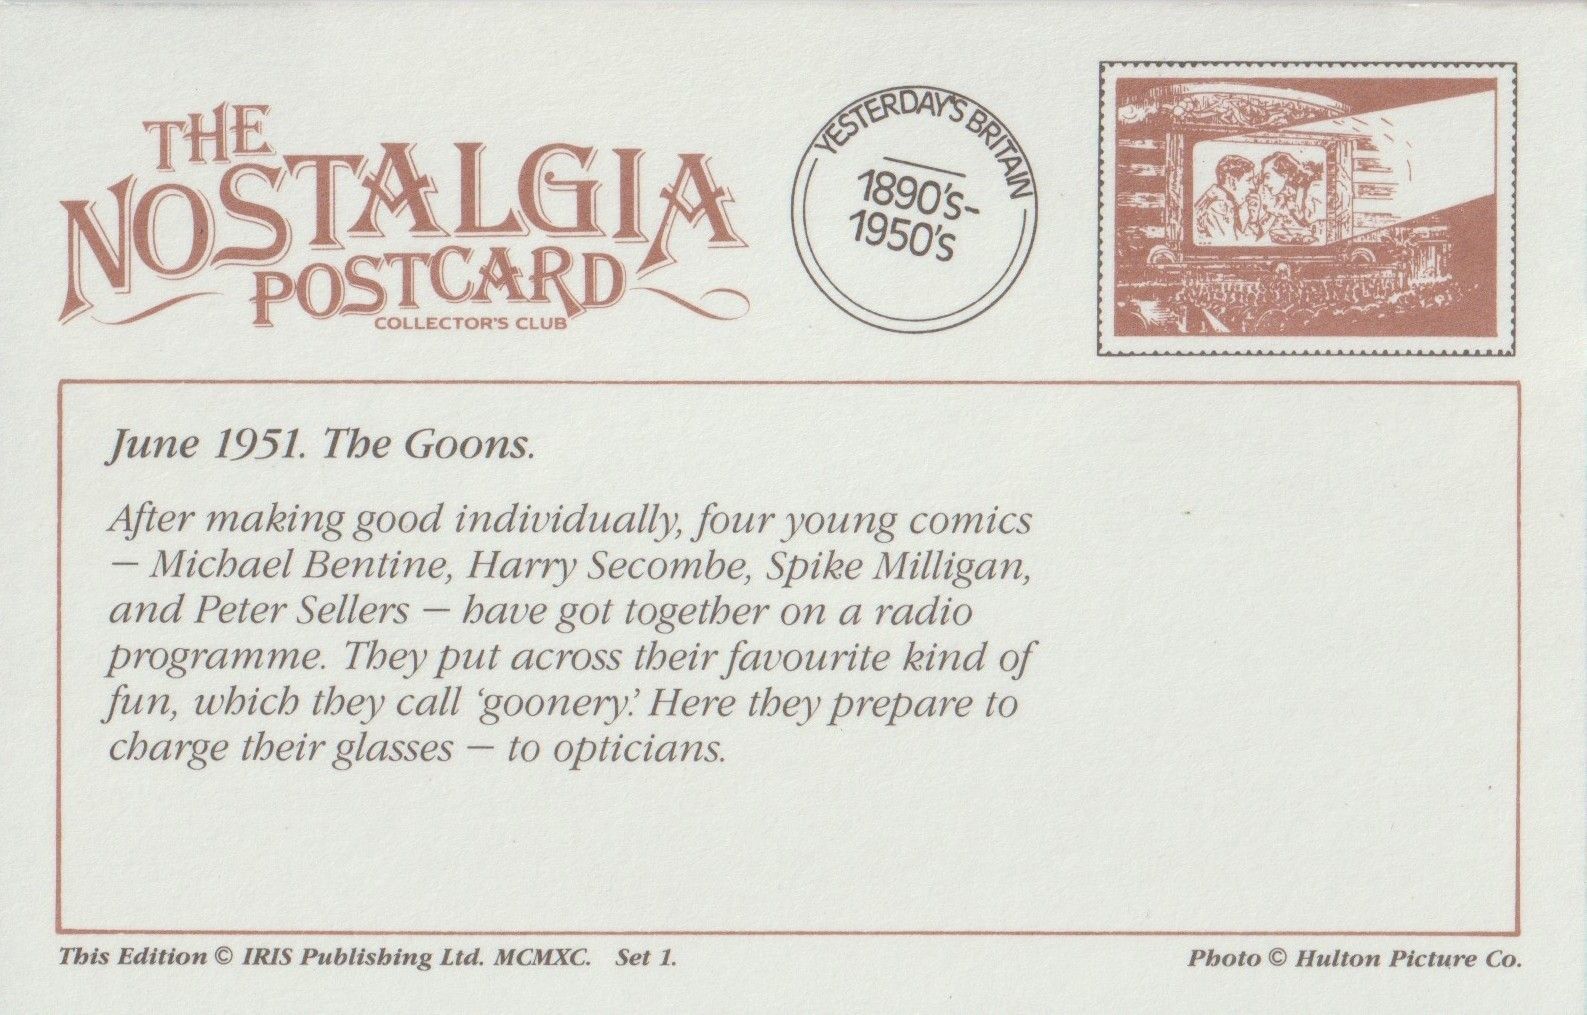 THE
NOSTALGIA
POSTCARD
COLLECTOR'S CLUB
YESTERDAY'S BRITAIN
1890's-
1950's
June 1951. The Goons.
After making good individually, four young comics
– Michael Bentine, Harry Secombe, Spike Milligan,
and Peter Sellers – have got together on a radio
programme. They put across their favourite kind of
fun, which they call 'goonery'. Here they prepare to
charge their glasses – to opticians.
This Edition © IRIS Publishing Ltd. MCMXC. Set 1.
Photo © Hulton Picture Co.